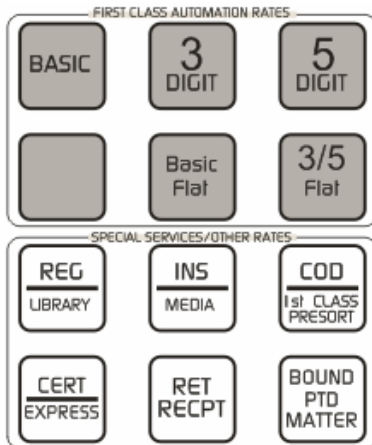 FIRST CLASS AUTOMATION RATES
BASIC
3
DIGIT
5
DIGIT
Basic
Flat
3/5
Flat
SPECIAL SERVICES/OTHER RATES
REG
LIBRARY
INS
MEDIA
COD
1st CLASS
PRESORT
CERT
EXPRESS
RET
RECPT
BOUND
PTD
MATTER